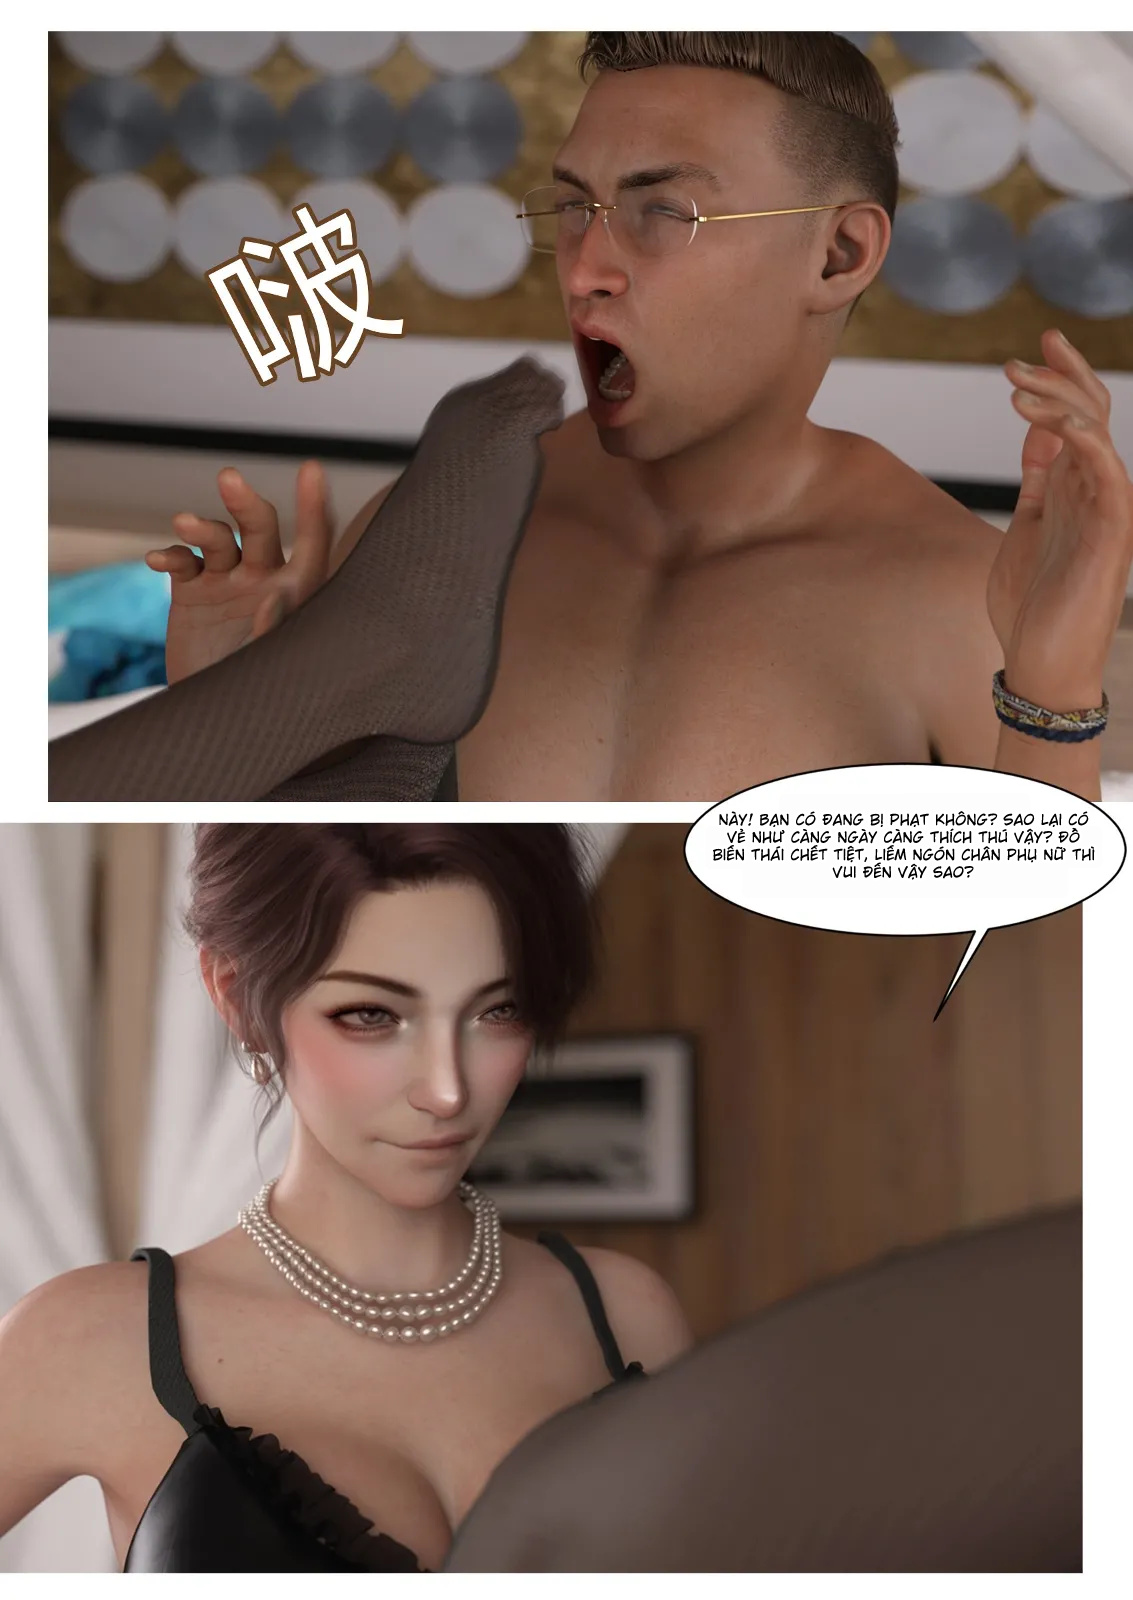 啵
NÀY! BẠN CÓ ĐANG BỊ PHẠT KHÔNG? SAO LẠI CÓ
VẺ NHƯ CÀNG NGÀY CÀNG THÍCH THÚ VẬY? ĐỒ
BIẾN THÁI CHẾT TIỆT, LIẾM NGÓN CHÂN PHỤ NỮ THÌ
VUI ĐẾN VẬY SAO?